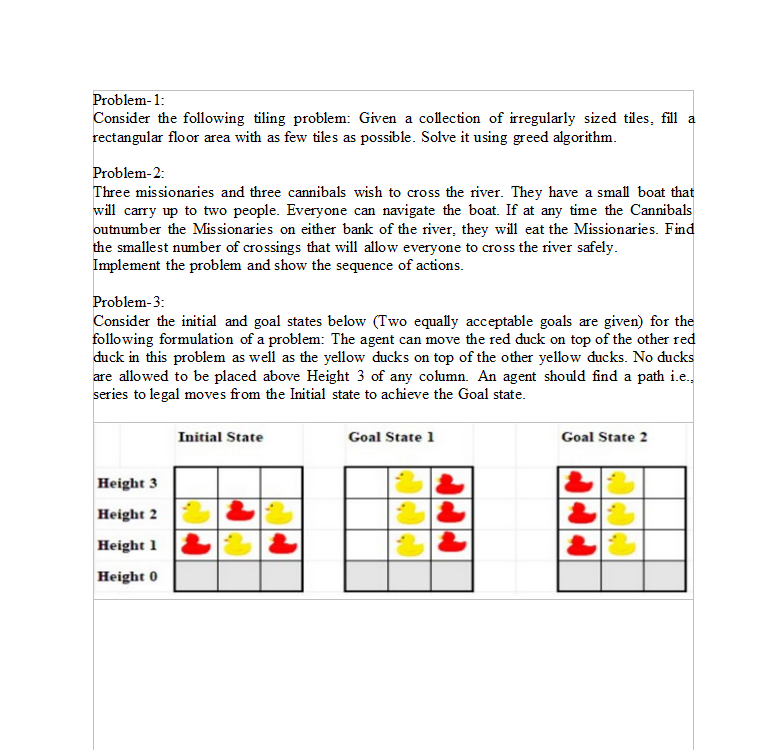 Problem-1:
Consider the following tiling problem: Given a collection of irregularly sized tiles, fill a
rectangular floor area with as few tiles as possible. Solve it using greed algorithm.
Problem-2:
Three missionaries and three cannibals wish to cross the river. They have a small boat that
will carry up to two people. Everyone can navigate the boat. If at any time the Cannibals
outnumber the Missionaries on either bank of the river, they will eat the Missionaries. Find
the smallest number of crossings that will allow everyone to cross the river safely.
Implement the problem and show the sequence of actions.
Problem-3:
Consider the initial and goal states below (Two equally acceptable goals are given) for the
following formulation of a problem: The agent can move the red duck on top of the other red
duck in this problem as well as the yellow ducks on top of the other yellow ducks. No ducks
are allowed to be placed above Height 3 of any column. An agent should find a path i.e.,
series to legal moves from the Initial state to achieve the Goal state.
Initial State Goal State 1 Goal State 2
Height 3
Height 2
Height 1
Height 0